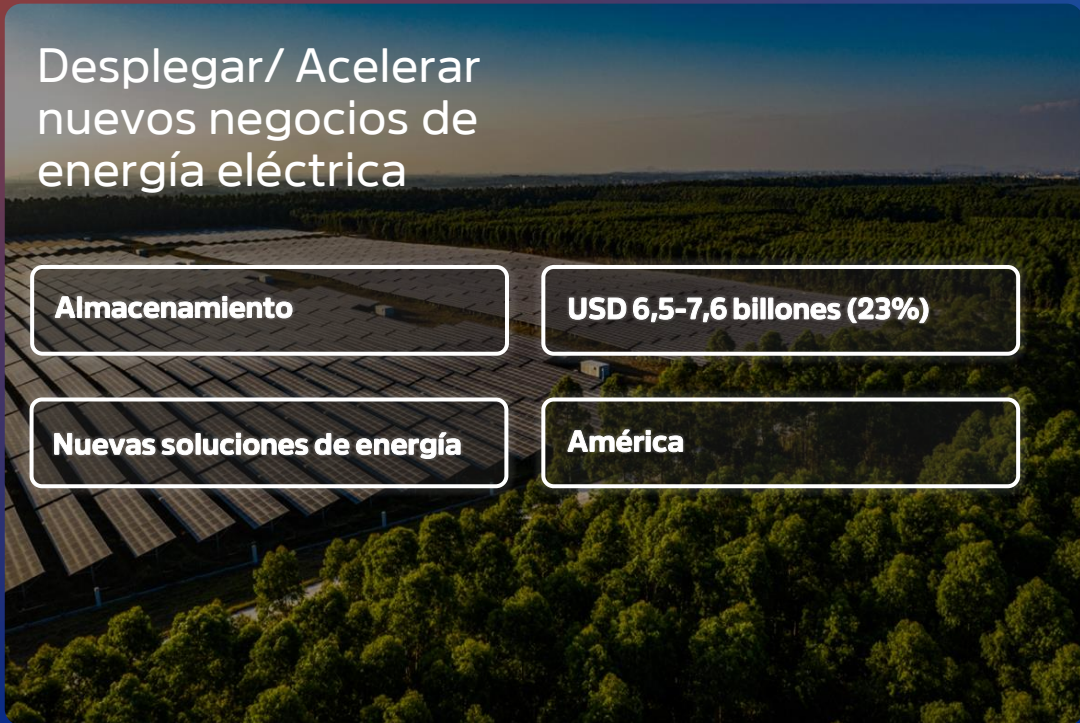 Desplegar/ Acelerar
nuevos negocios de
energía eléctrica
Almacenamiento
USD 6,5-7,6 billones (23%)
Nuevas soluciones de energía
América